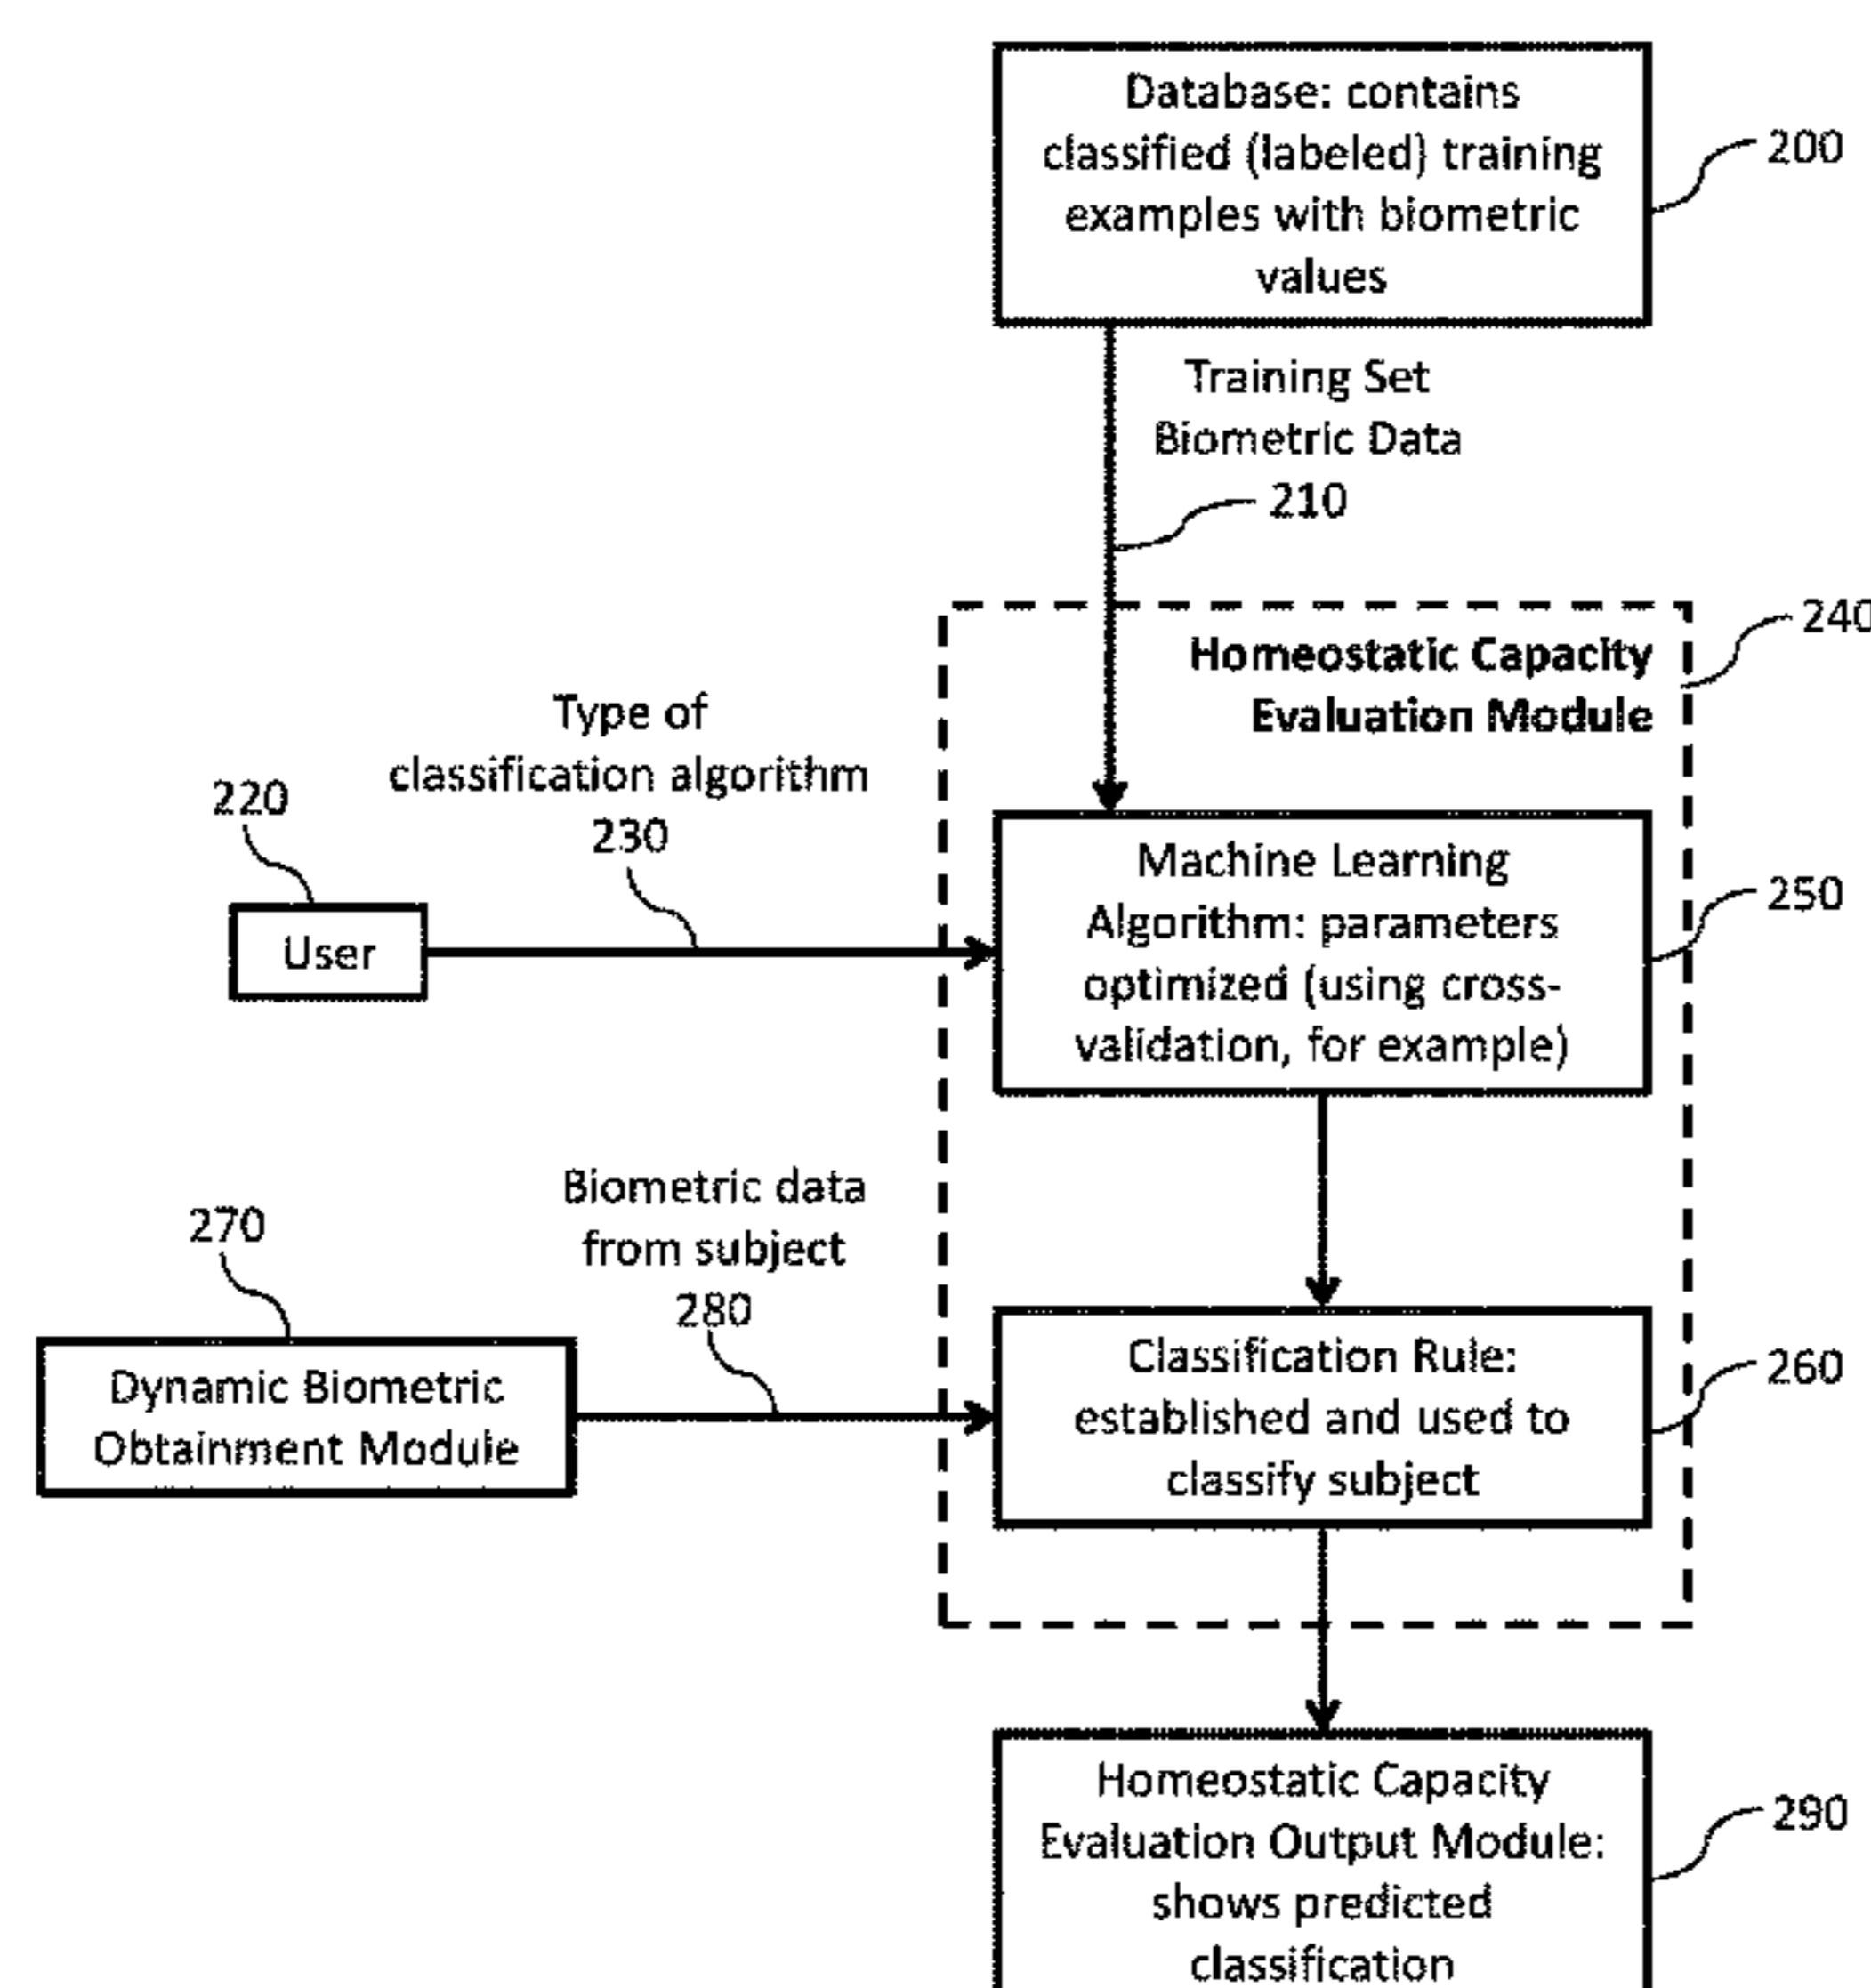 Database: contains
classified (labeled) training
examples with biometric
values
200
Training Set
Biometric Data
210
240
Homeostatic Capacity
Evaluation Module
Type of
classification algorithm
230
220
User
Machine Learning
Algorithm: parameters
optimized (using cross-
validation, for example)
250
Biometric data
from subject
280
270
Dynamic Biometric
Obtainment Module
Classification Rule:
established and used to
classify subject
260
Homeostatic Capacity
Evaluation Output Module:
shows predicted
classification
290